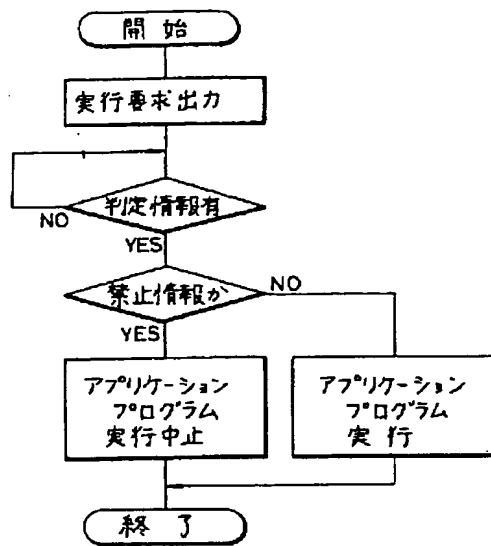 開始
実行要求出力
判定情報有
NO
YES
禁止情報か
NO
YES
アプリケーション
プログラム
実行中止
アプリケーション
プログラム
実行
終了